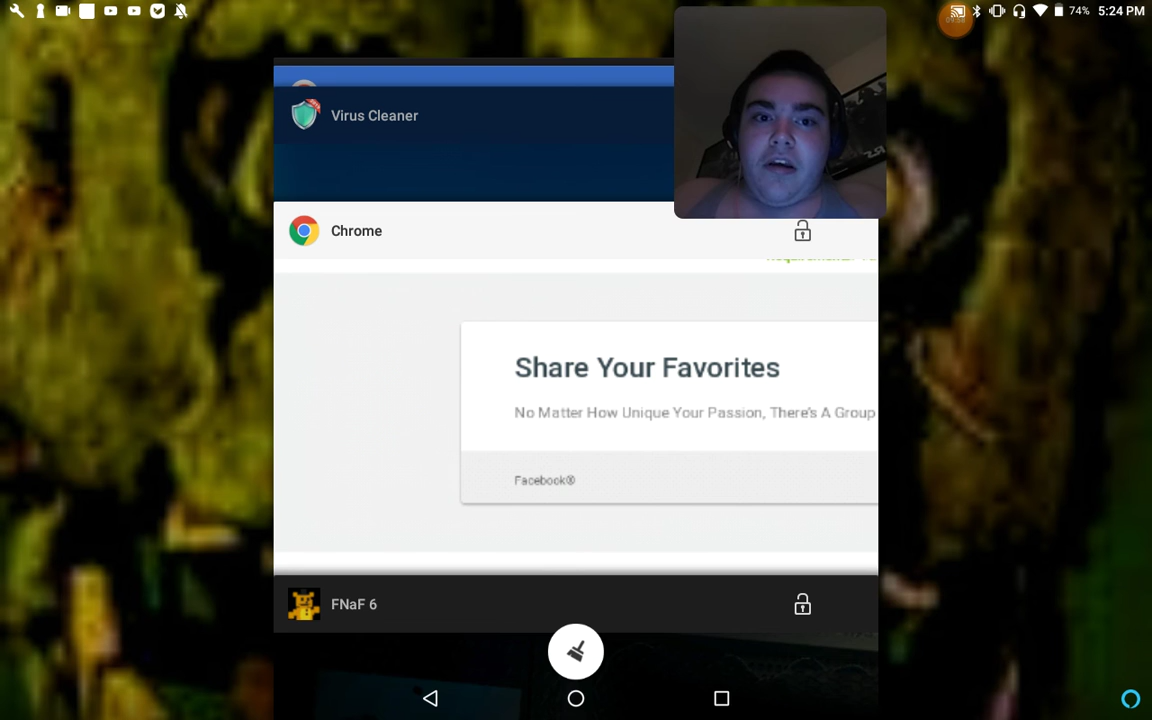 74% 5:24 PM
Virus Cleaner
Chrome
Share Your Favorites
No Matter How Unique Your Passion, There's A Group
Facebook®
FNaF 6